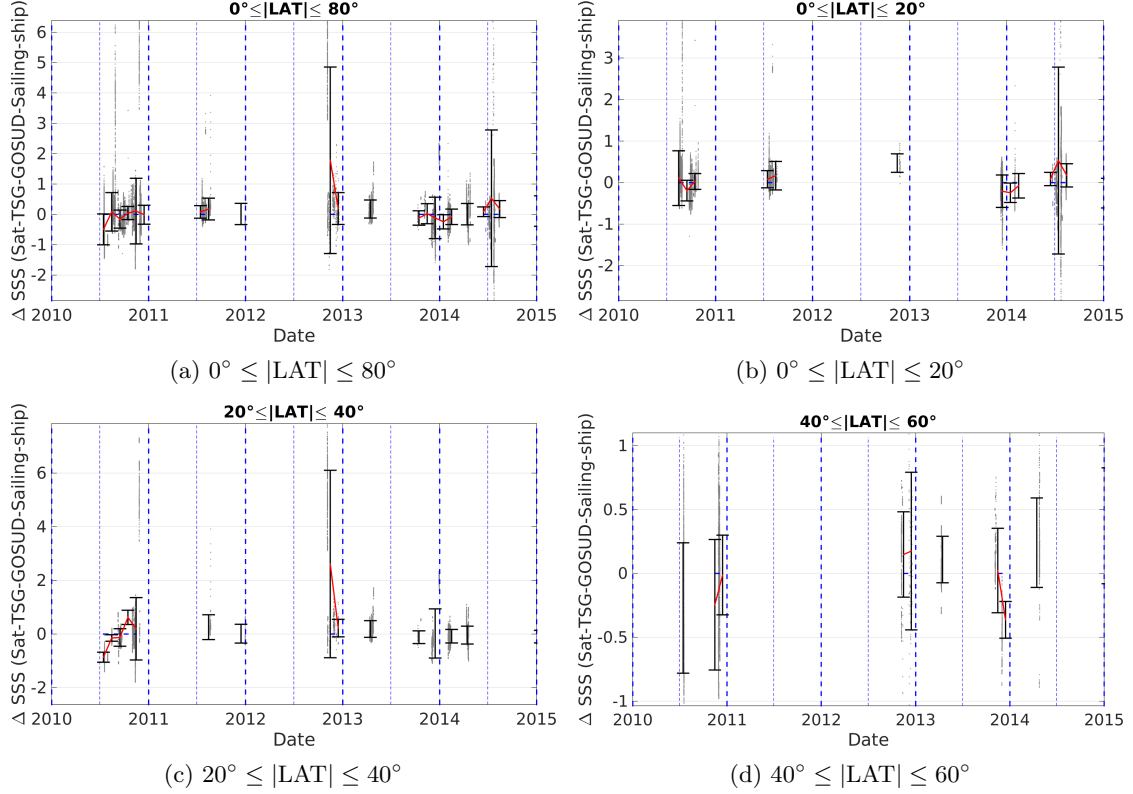 0°≤|LAT|≤ 80°
Δ SSS (Sat-TSG-GOSUD-Sailing-ship)
6
5
4
3
2
1
0
-1
-2
2010 2011 2012 2013 2014 2015
Date
(a) 0° ≤ |LAT| ≤ 80°
0°≤|LAT|≤ 20°
Δ SSS (Sat-TSG-GOSUD-Sailing-ship)
3
2
1
0
-1
-2
2010 2011 2012 2013 2014 2015
Date
(b) 0° ≤ |LAT| ≤ 20°
20°≤|LAT|≤ 40°
Δ SSS (Sat-TSG-GOSUD-Sailing-ship)
6
4
2
0
-2
2010 2011 2012 2013 2014 2015
Date
(c) 20° ≤ |LAT| ≤ 40°
40°≤|LAT|≤ 60°
Δ SSS (Sat-TSG-GOSUD-Sailing-ship)
1
0.5
0
-0.5
-1
2010 2011 2012 2013 2014 2015
Date
(d) 40° ≤ |LAT| ≤ 60°